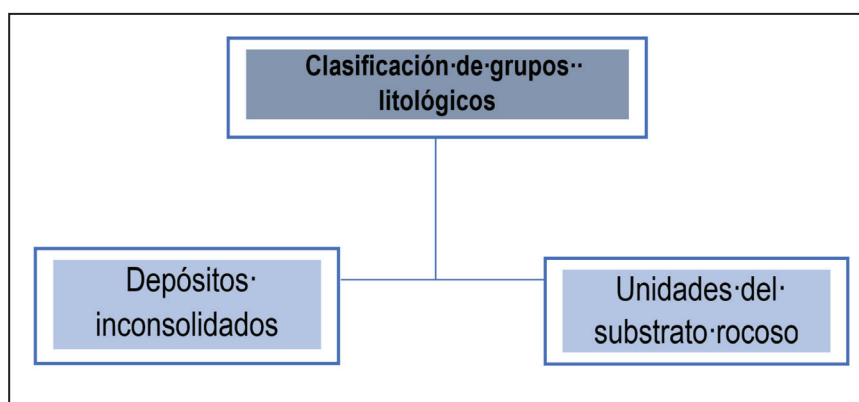 Clasificación·de·grupos··
litológicos
Depósitos·
inconsolidados
Unidades·del·
substrato·rocoso